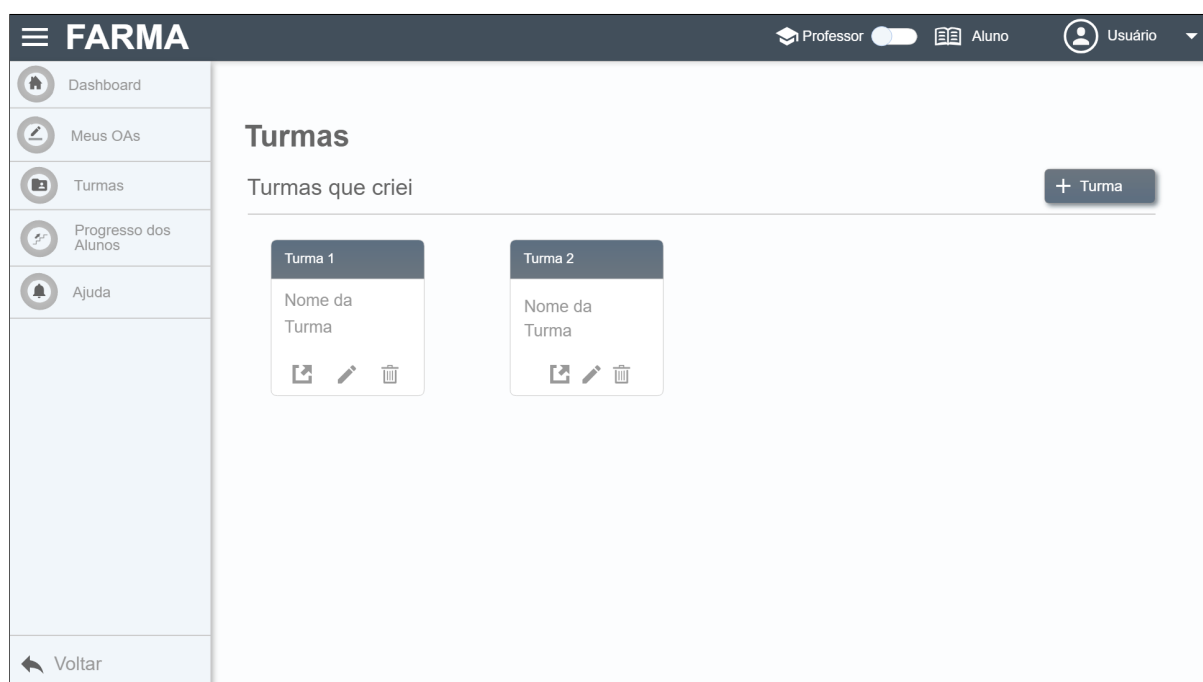 FARMA
Professor
Aluno
Usuário
Dashboard
Meus OAs
Turmas
Progresso dos
Alunos
Ajuda
Voltar
Turmas
Turmas que criei
+ Turma
Turma 1
Nome da
Turma
Turma 2
Nome da
Turma